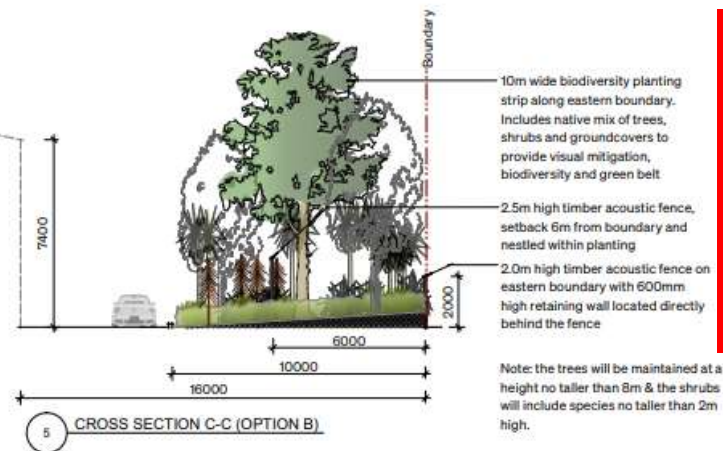 Boundary
10m wide biodiversity planting
strip along eastern boundary.
Includes native mix of trees,
shrubs and groundcovers to
provide visual mitigation,
biodiversity and green belt
2.5m high timber acoustic fence,
setback 6m from boundary and
nestled within planting
2.0m high timber acoustic fence on
eastern boundary with 600mm
high retaining wall located directly
behind the fence
7400
2000
6000
10000
16000
Note: the trees will be maintained at a
height no taller than 8m & the shrubs
will include species no taller than 2m
high.
5 CROSS SECTION C-C (OPTION B)